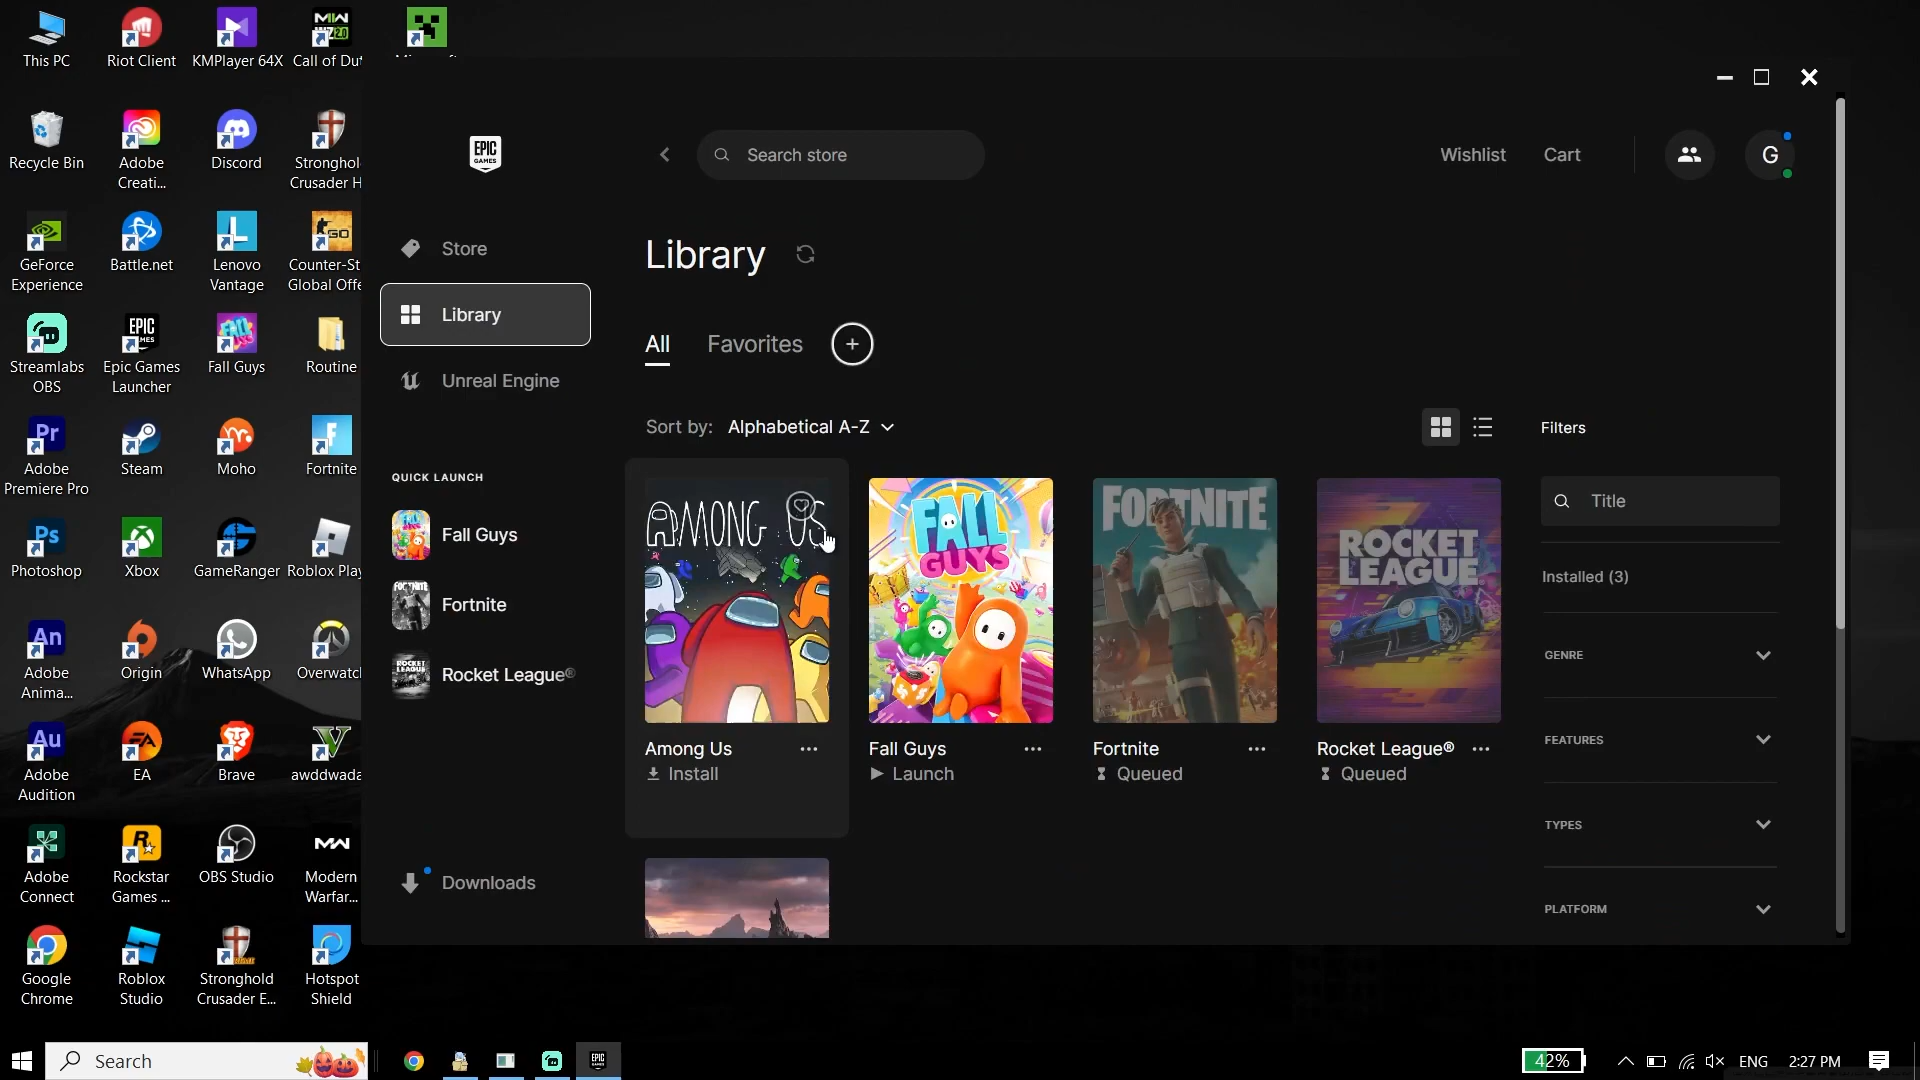 This PC
Riot Client
KMPlayer 64X
Call of Dut
Recycle Bin
Adobe
Creati...
Discord
Stronghol
Crusader H
GeForce
Experience
Battle.net
Lenovo
Vantage
Counter-St
Global Offe
Streamlabs
OBS
Epic Games
Launcher
Fall Guys
Routine
Adobe
Premiere Pro
Steam
Moho
Fortnite
Photoshop
Xbox
GameRanger
Roblox Play
Adobe
Anima...
Origin
WhatsApp
Overwatch
Adobe
Audition
EA
Brave
awddwada
Adobe
Connect
Rockstar
Games ...
OBS Studio
Modern
Warfar...
Google
Chrome
Roblox
Studio
Stronghold
Crusader E...
Hotspot
Shield
EPIC
GAMES
Search store
Wishlist
Cart
G
Store
Library
Unreal Engine
QUICK LAUNCH
Fall Guys
Fortnite
Rocket League®
Downloads
Library
All
Favorites
Sort by: Alphabetical A-Z
AMONG US
FALL
GUYS
FORTNITE
ROCKET
LEAGUE
Among Us
Install
Fall Guys
Launch
Fortnite
Queued
Rocket League®
Queued
Filters
Title
Installed (3)
GENRE
FEATURES
TYPES
PLATFORM
Search
42%
ENG
2:27 PM